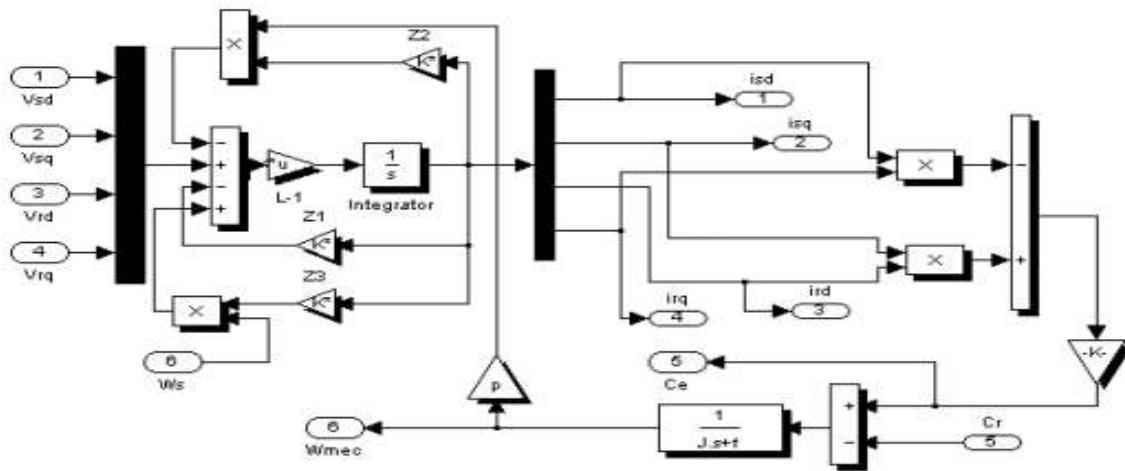 Z2
K*
1
Vsd
2
Vsq
3
Vrd
4
Vrq
×
−
+
−
+
*u
L-1
1
s
Integrator
Z1
K*
Z3
K*
×
6
Ws
isd
1
isq
2
×
×
−
+
ird
3
irq
4
-K-
5
Ce
p
6
Wmec
1
J.s+f
+
−
Cr
5